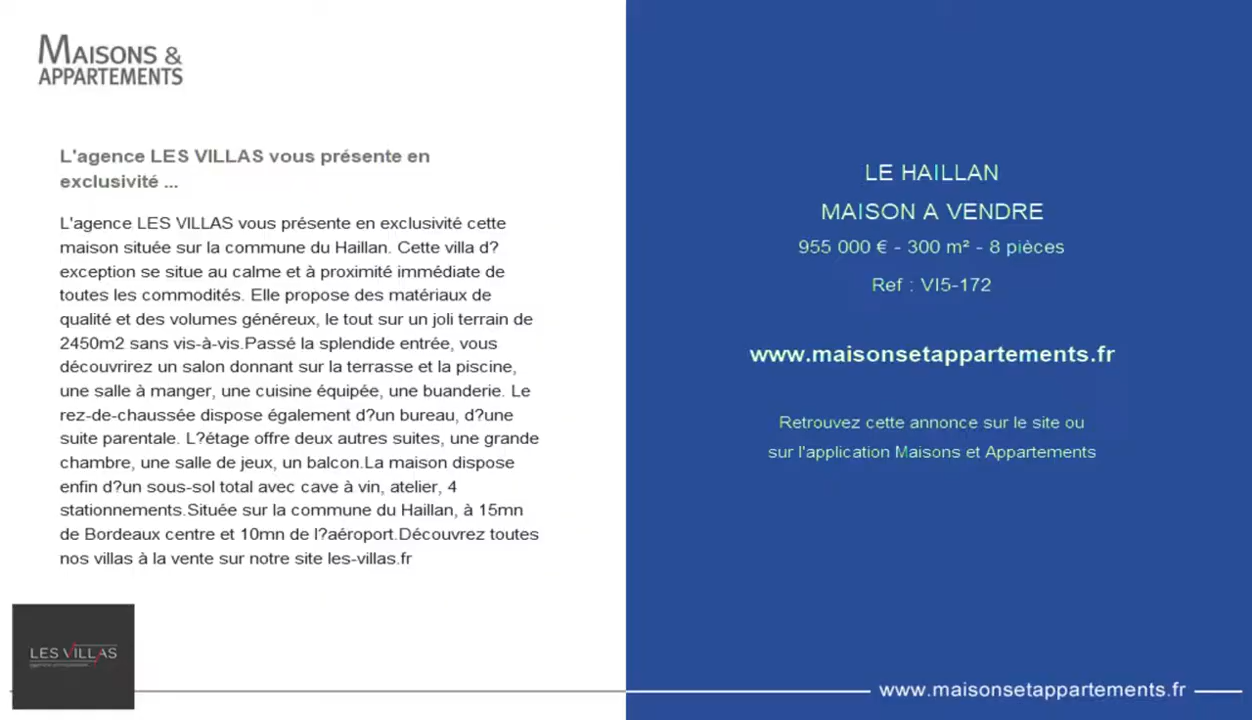 MAISONS &
APPARTEMENTS
L'agence LES VILLAS vous présente en
exclusivité ...
L'agence LES VILLAS vous présente en exclusivité cette
maison située sur la commune du Haillan. Cette villa d?
exception se situe au calme et à proximité immédiate de
toutes les commodités. Elle propose des matériaux de
qualité et des volumes généreux, le tout sur un joli terrain de
2450m2 sans vis-à-vis.Passé la splendide entrée, vous
découvrirez un salon donnant sur la terrasse et la piscine,
une salle à manger, une cuisine équipée, une buanderie. Le
rez-de-chaussée dispose également d?un bureau, d?une
suite parentale. L?étage offre deux autres suites, une grande
chambre, une salle de jeux, un balcon.La maison dispose
enfin d?un sous-sol total avec cave à vin, atelier, 4
stationnements.Située sur la commune du Haillan, à 15mn
de Bordeaux centre et 10mn de l?aéroport.Découvrez toutes
nos villas à la vente sur notre site les-villas.fr
LES VILLAS
LE HAILLAN
MAISON A VENDRE
955 000 € - 300 m² - 8 pièces
Ref : VI5-172
www.maisonsetappartements.fr
Retrouvez cette annonce sur le site ou
sur l'application Maisons et Appartements
www.maisonsetappartements.fr